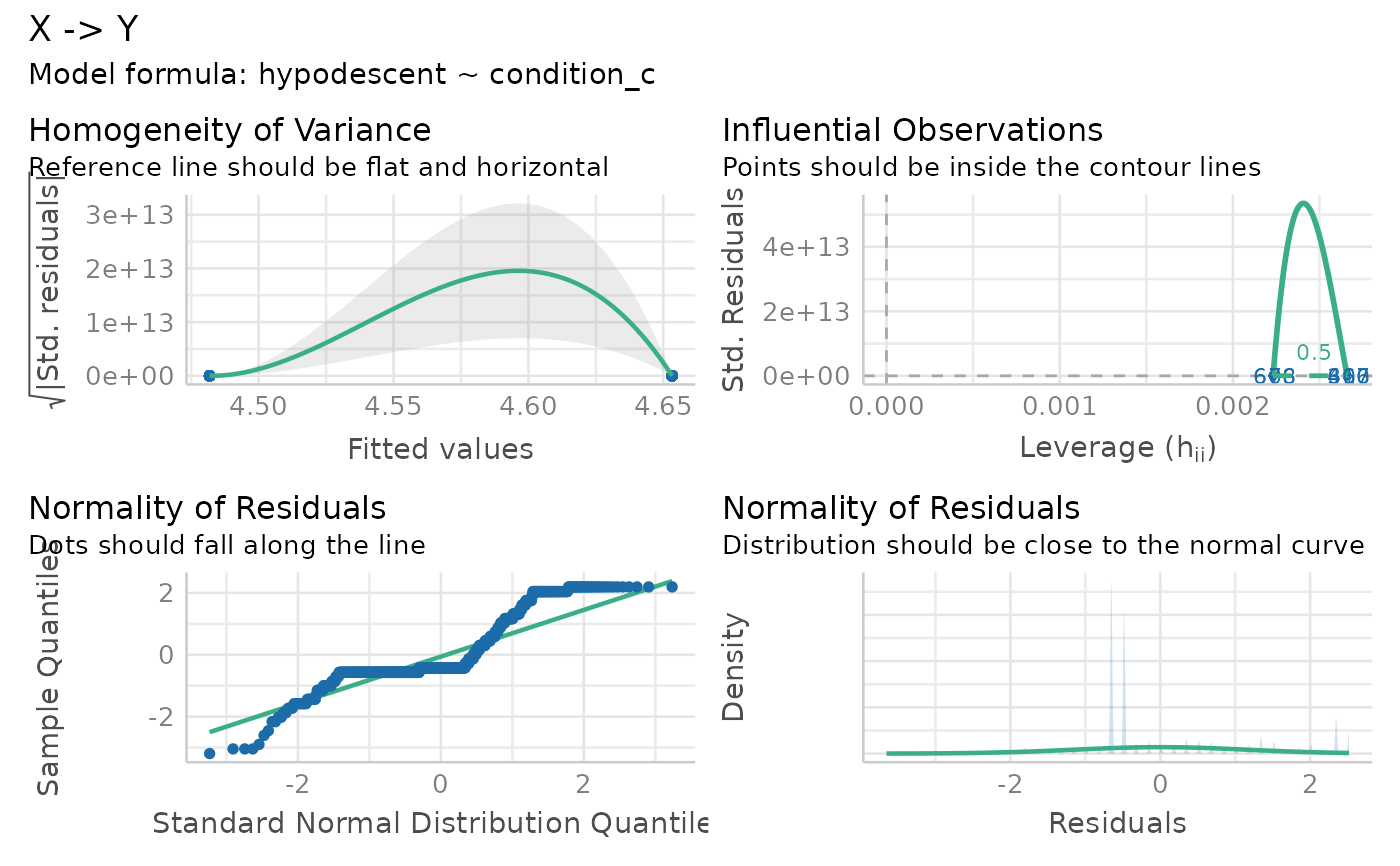 X -> Y
Model formula: hypodescent ~ condition_c
Homogeneity of Variance
Reference line should be flat and horizontal
√|Std. residuals|
3e+13
2e+13
1e+13
0e+00
4.50 4.55 4.60 4.65
Fitted values
Influential Observations
Points should be inside the contour lines
Std. Residuals
4e+13
2e+13
0e+00
0.5
0.000 0.001 0.002
Leverage (hii)
Normality of Residuals
Dots should fall along the line
Sample Quantiles
2
0
-2
-2 0 2
Standard Normal Distribution Quantile
Normality of Residuals
Distribution should be close to the normal curve
Density
-2 0 2
Residuals